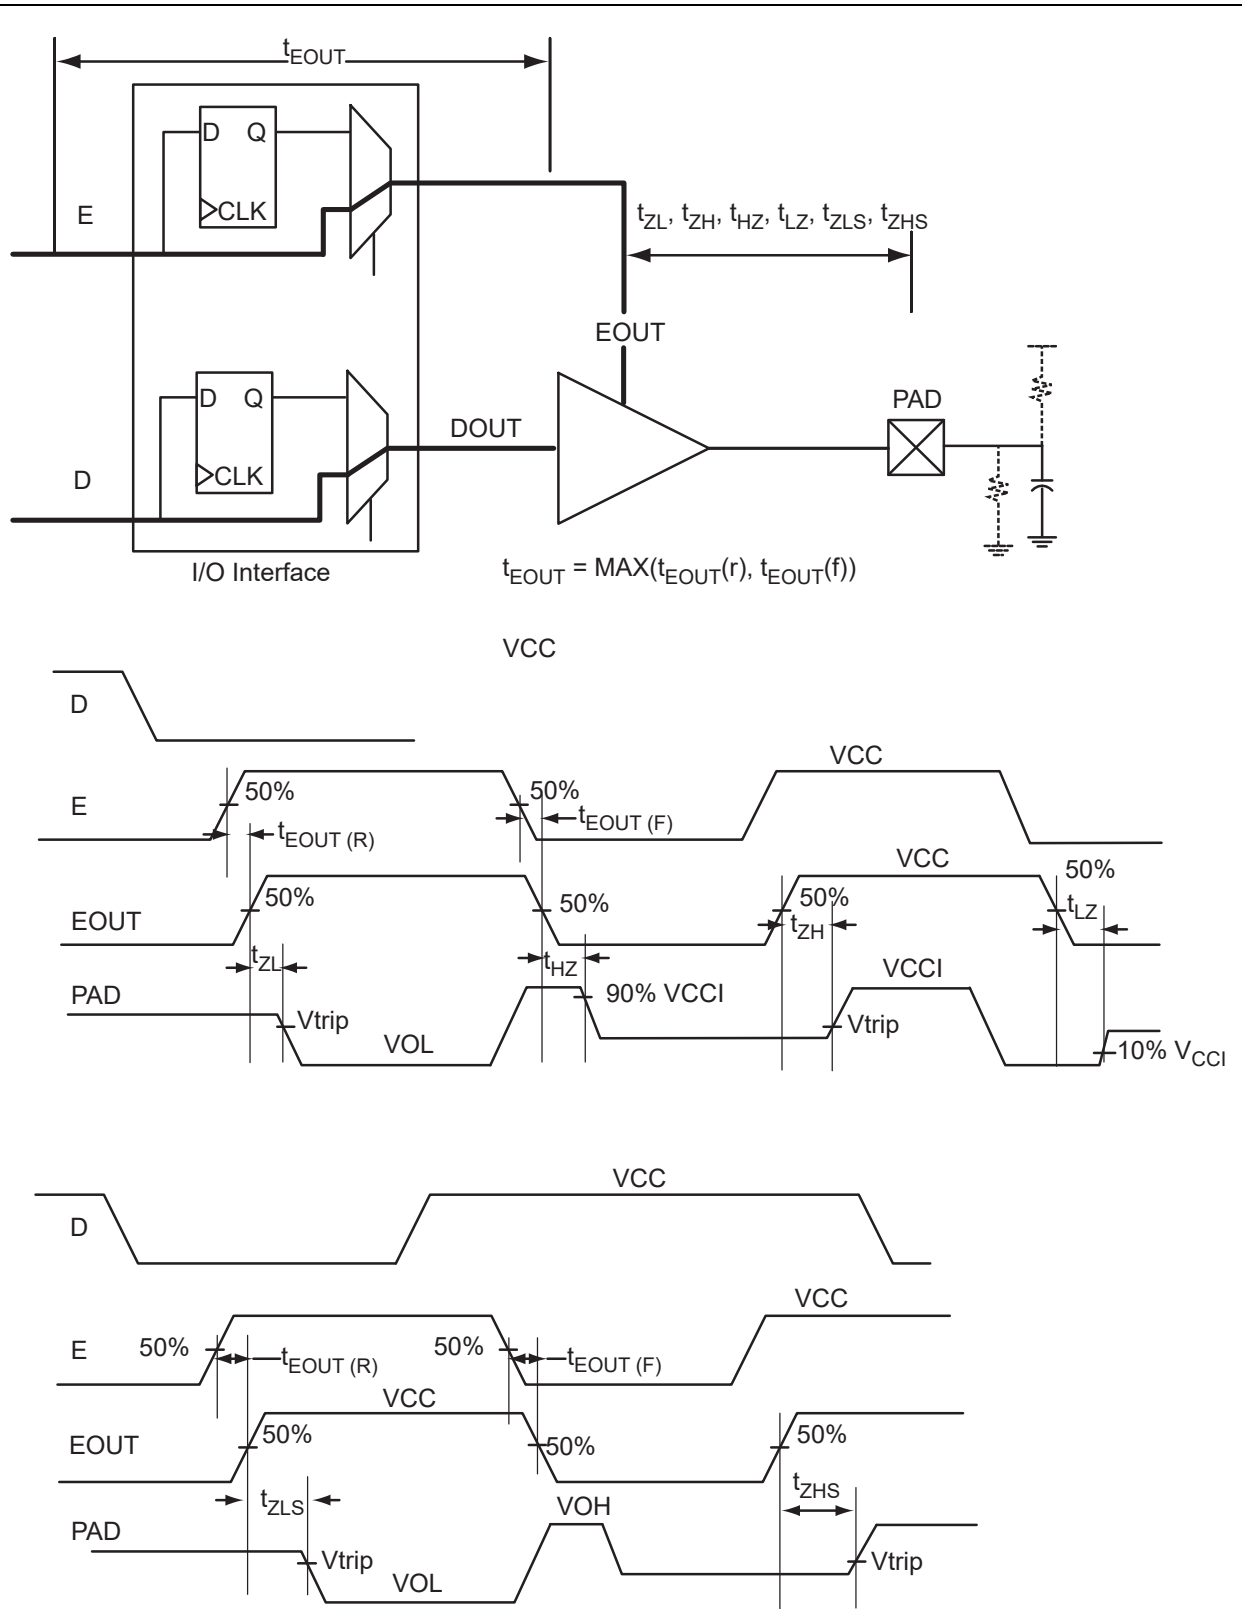 tEOUT
D Q
CLK
E
tZL, tZH, tHZ, tLZ, tZLS, tZHS
EOUT
D Q
CLK
DOUT
PAD
D
I/O Interface
tEOUT = MAX(tEOUT(r), tEOUT(f))
VCC
D
VCC
E
50%
50%
tEOUT (R)
tEOUT (F)
VCC
50%
EOUT
50%
50%
50%
tZL
tHZ
tZH
tLZ
PAD
VCCI
90% VCCI
Vtrip
Vtrip
VOL
10% VCCI
VCC
D
VCC
E
50%
tEOUT (R)
50%
tEOUT (F)
VCC
EOUT
50%
50%
50%
tZLS
tZHS
VOH
PAD
Vtrip
Vtrip
VOL